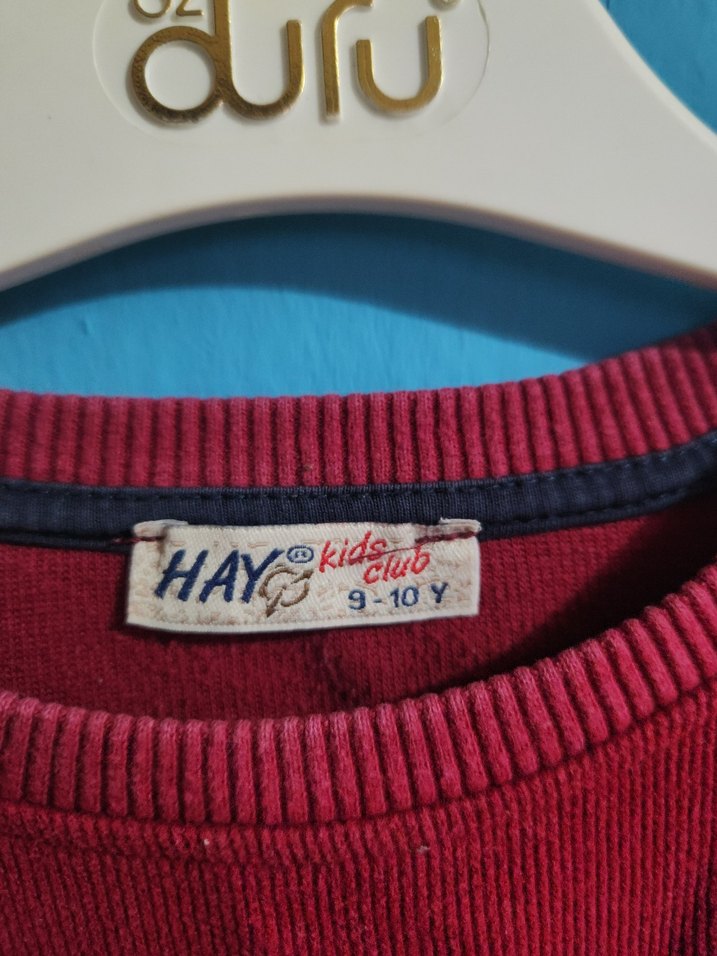 duru
HAY® kids
club
9-10 Y